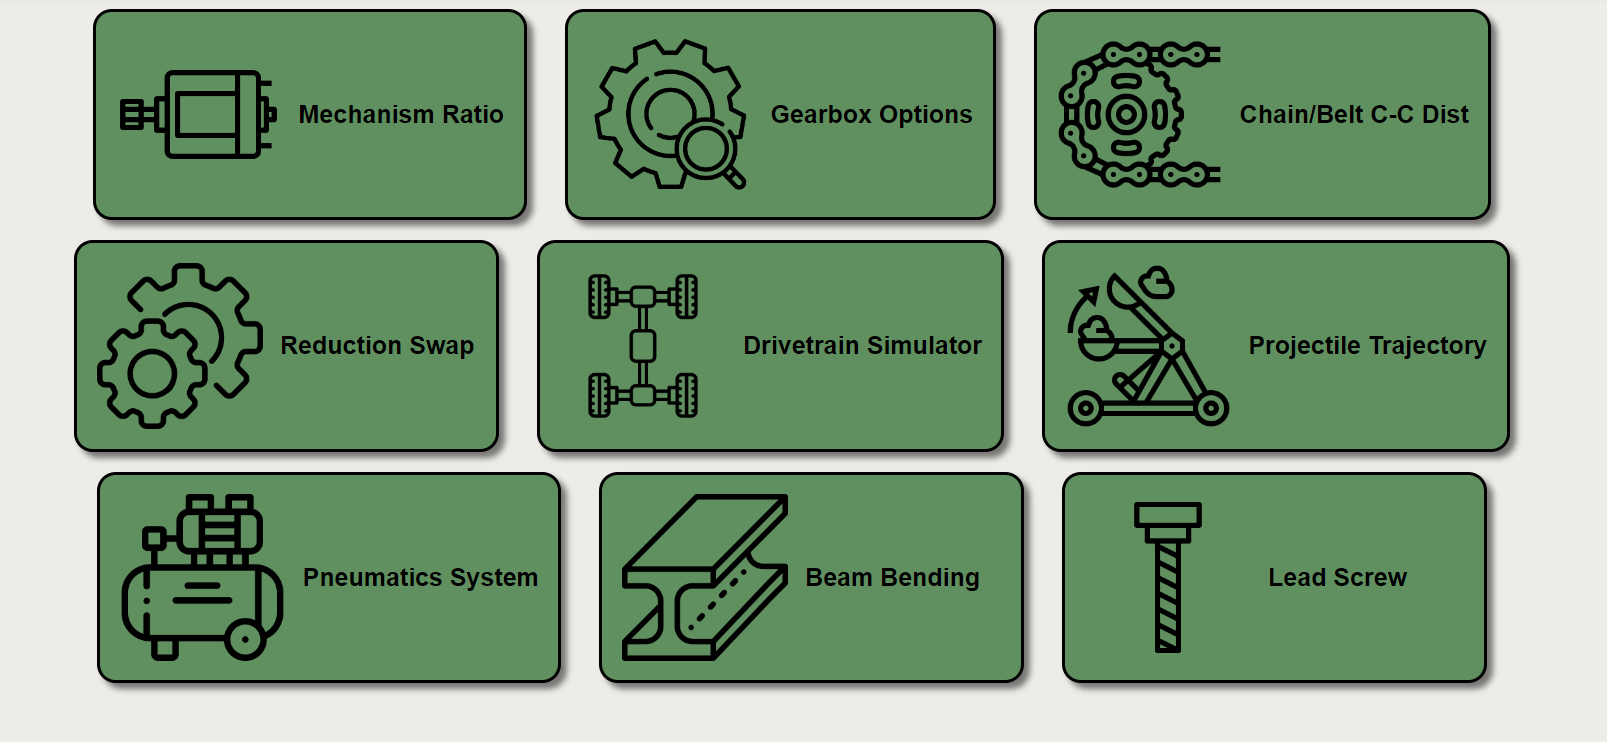 Mechanism Ratio
Gearbox Options
Chain/Belt C-C Dist
Reduction Swap
Drivetrain Simulator
Projectile Trajectory
Pneumatics System
Beam Bending
Lead Screw